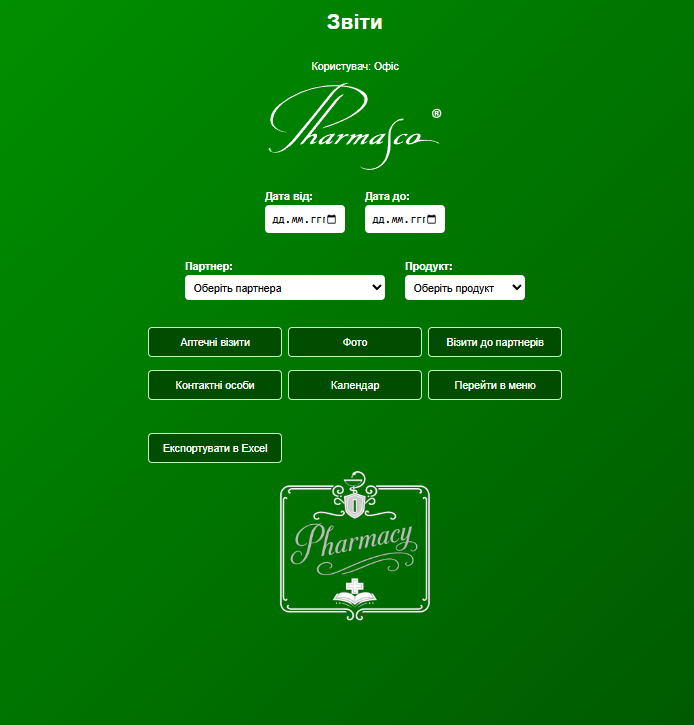 Звіти
Користувач: Офіс
Pharmasco®
Дата від: Дата до:
дд.мм.ггг дд.мм.ггг
Партнер: Продукт:
Оберіть партнера Оберіть продукт
Аптечні візити Фото Візити до партнерів
Контактні особи Календар Перейти в меню
Експортувати в Excel
Pharmacy